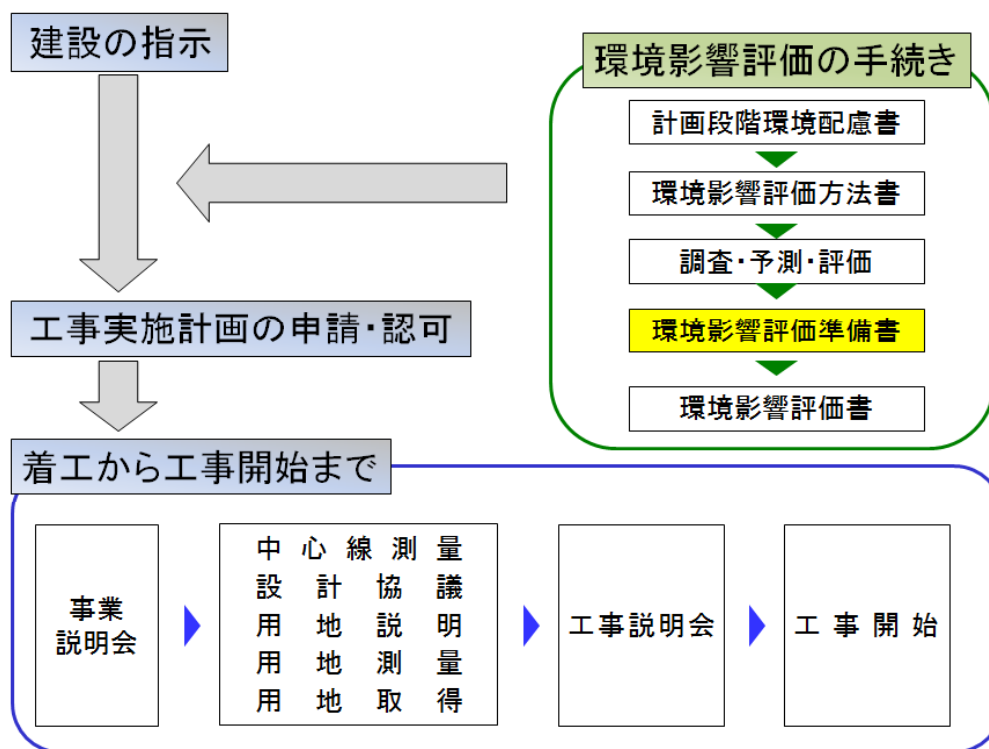 建設の指示
環境影響評価の手続き
計画段階環境配慮書
環境影響評価方法書
調査・予測・評価
環境影響評価準備書
環境影響評価書
工事実施計画の申請・認可
着工から工事開始まで
事業
説明会
中心線測量
設計協議
用地説明
用地測量
用地取得
工事説明会
工事開始